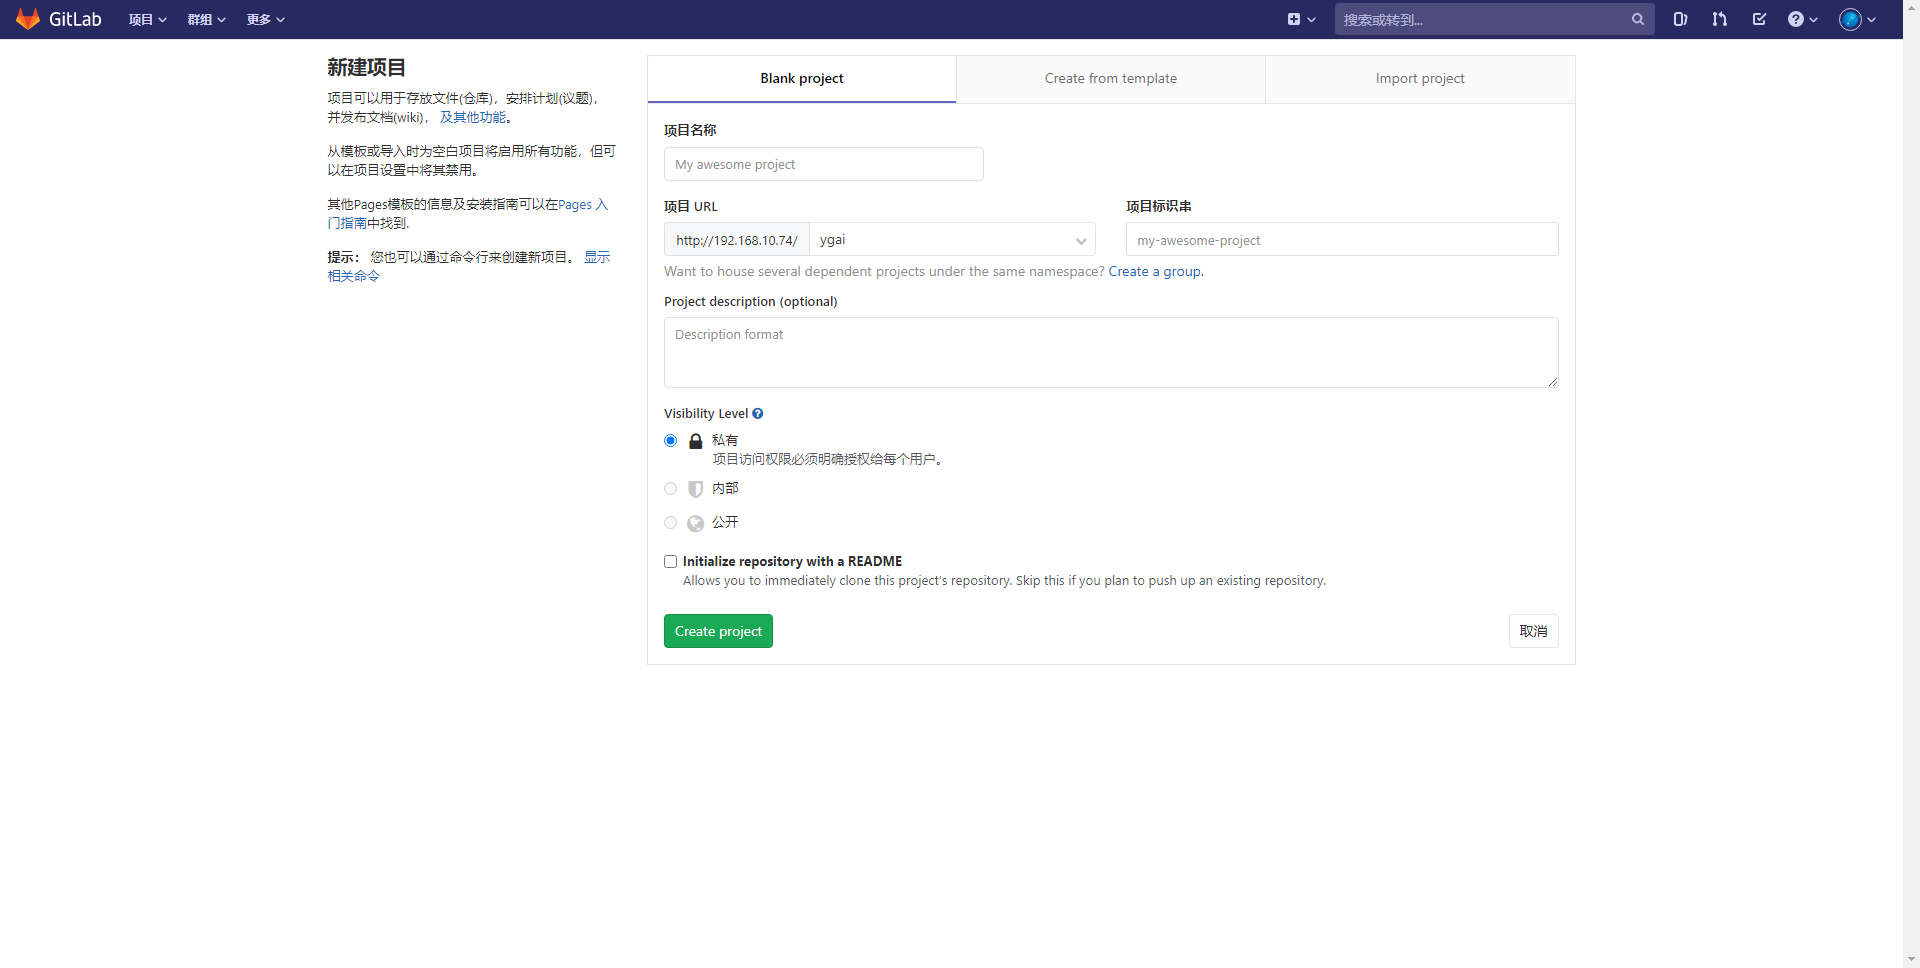 GitLab 项目 群组 更多 搜索或转到...
新建项目
项目可以用于存放文件(仓库)，安排计划(议题)，
并发布文档(wiki)， 及其他功能。
从模板或导入时为空白项目将启用所有功能，但可
以在项目设置中将其禁用。
其他Pages模板的信息及安装指南可以在Pages 入
门指南中找到.
提示： 您也可以通过命令行来创建新项目。 显示
相关命令
Blank project Create from template Import project
项目名称
My awesome project
项目 URL 项目标识串
http://192.168.10.74/ ygai my-awesome-project
Want to house several dependent projects under the same namespace? Create a group.
Project description (optional)
Description format
Visibility Level
私有
项目访问权限必须明确授权给每个用户。
内部
公开
Initialize repository with a README
Allows you to immediately clone this project's repository. Skip this if you plan to push up an existing repository.
Create project 取消